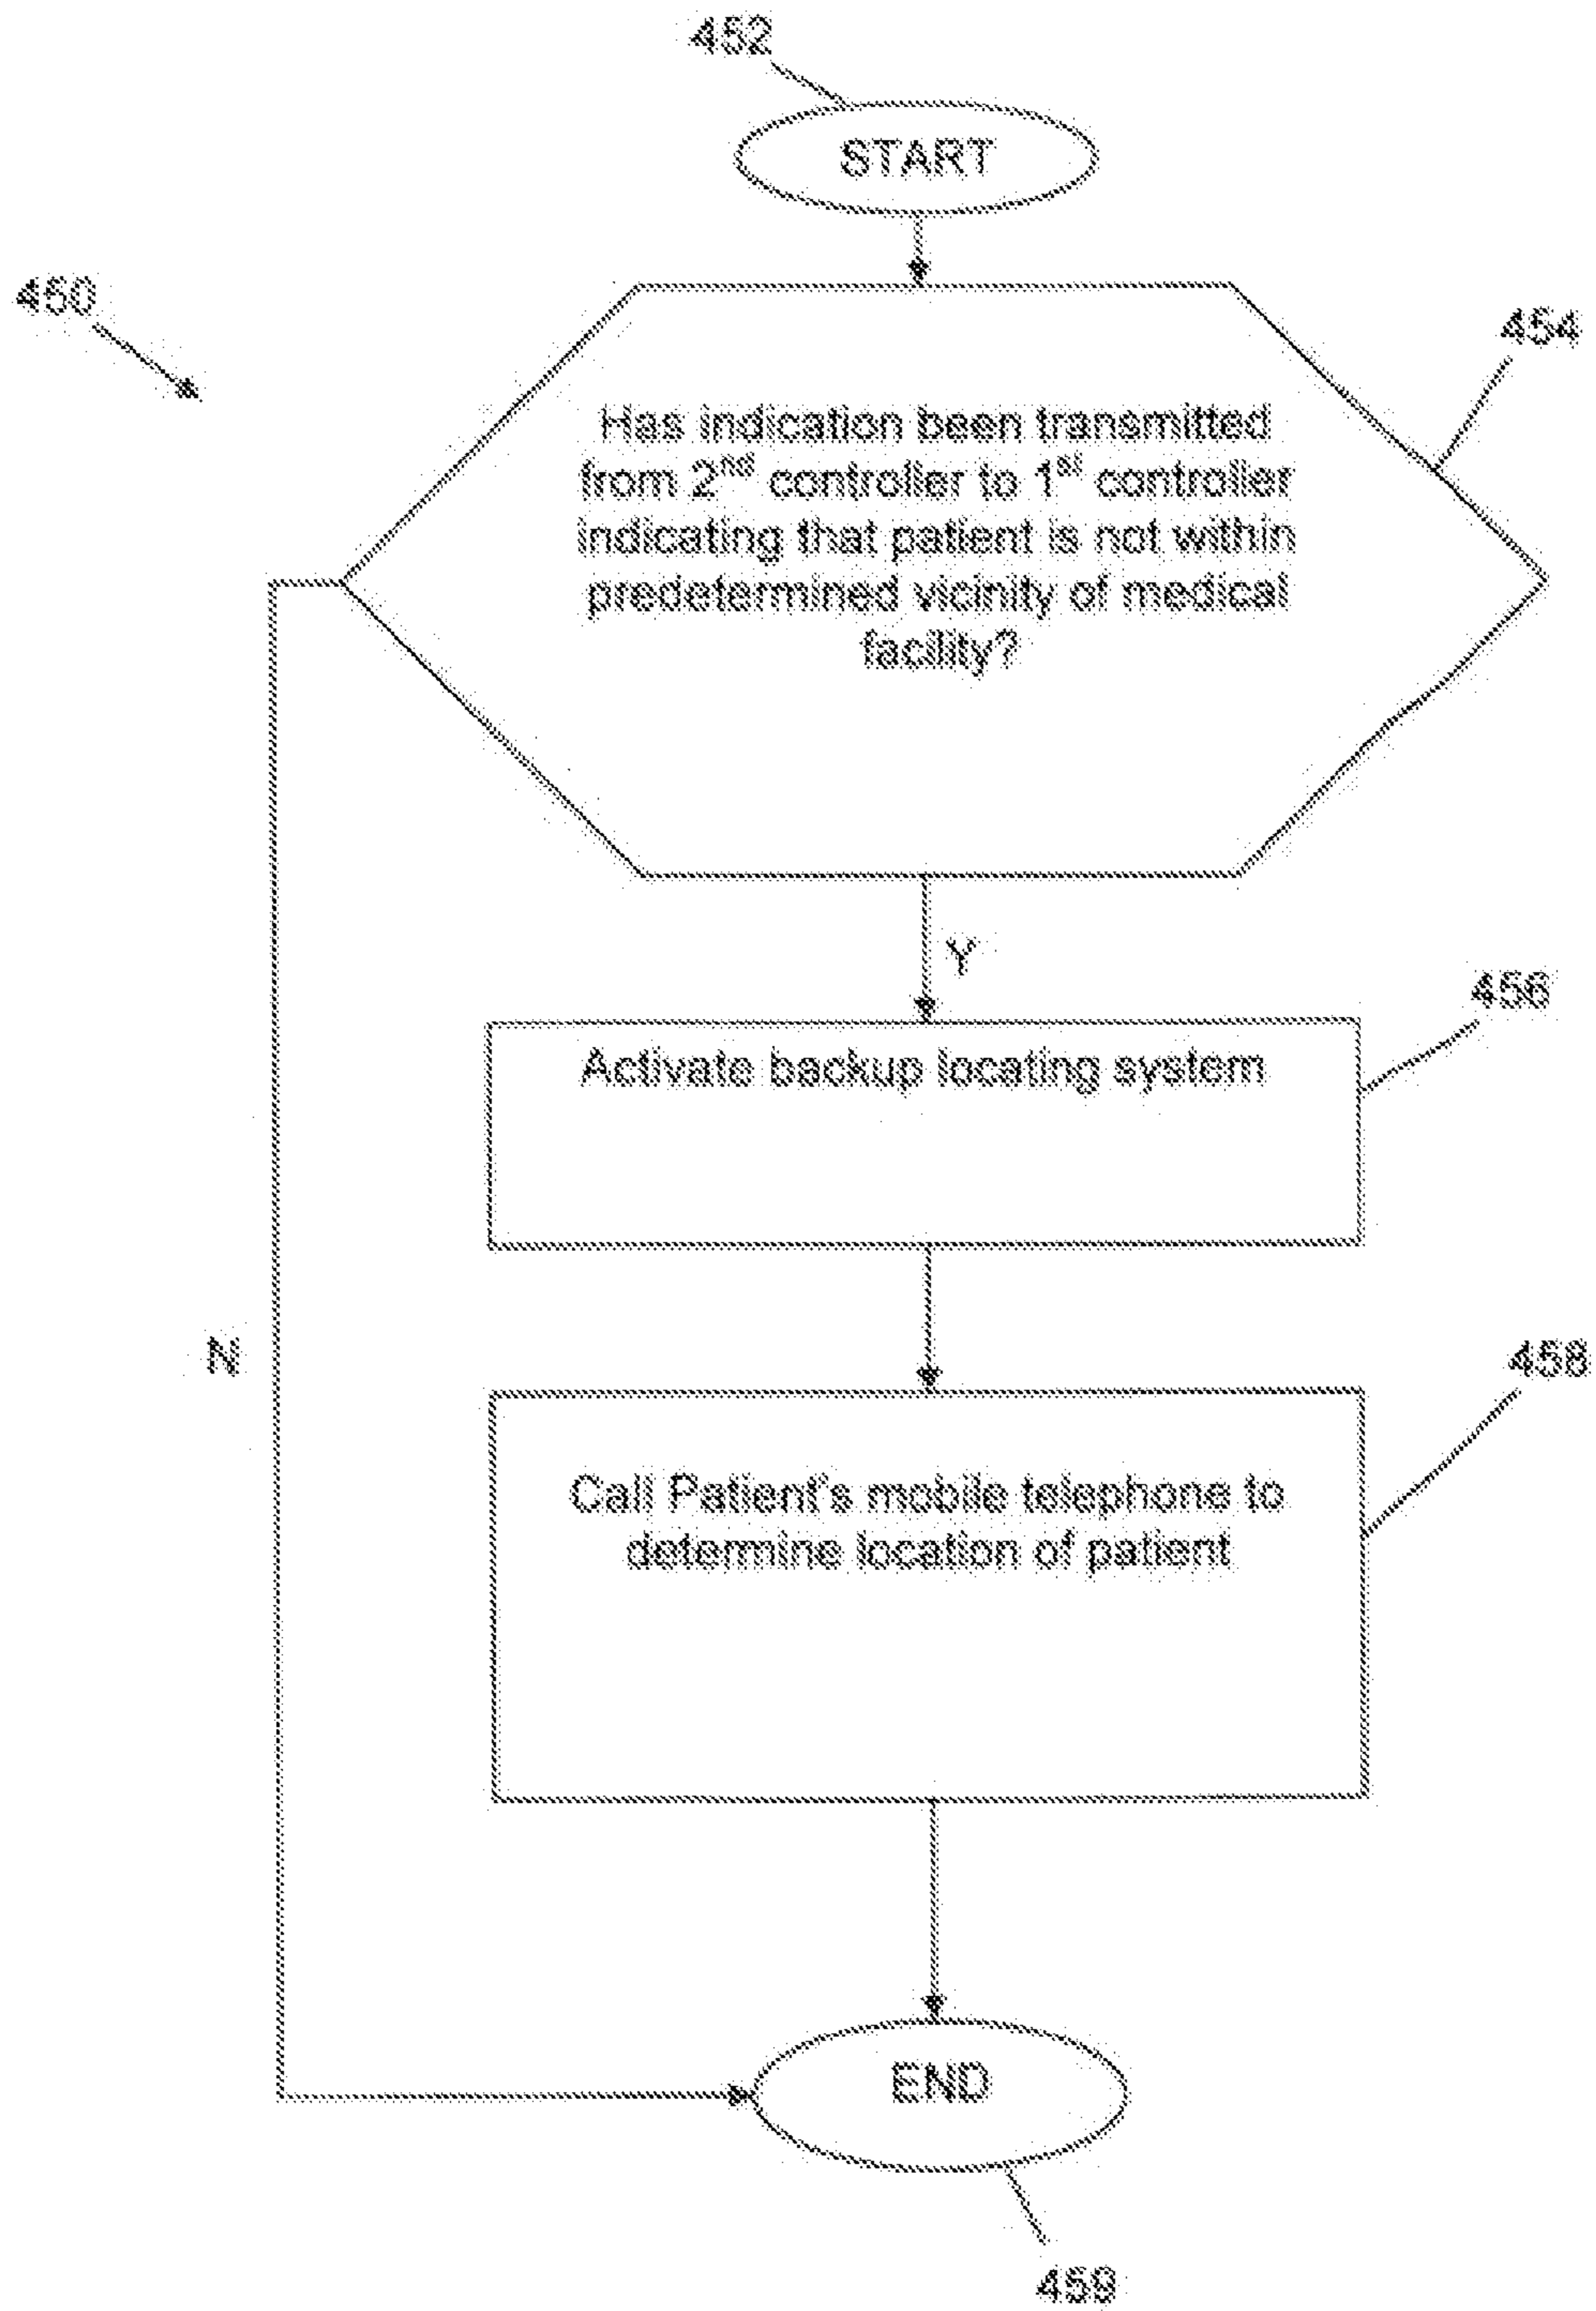 452
START
450
454
Has indication been transmitted
from 2nd controller to 1st controller
indicating that patient is not within
predetermined vicinity of medical
facility?
Y
456
Activate backup locating system
N
458
Call Patient's mobile telephone to
determine location of patient
END
459